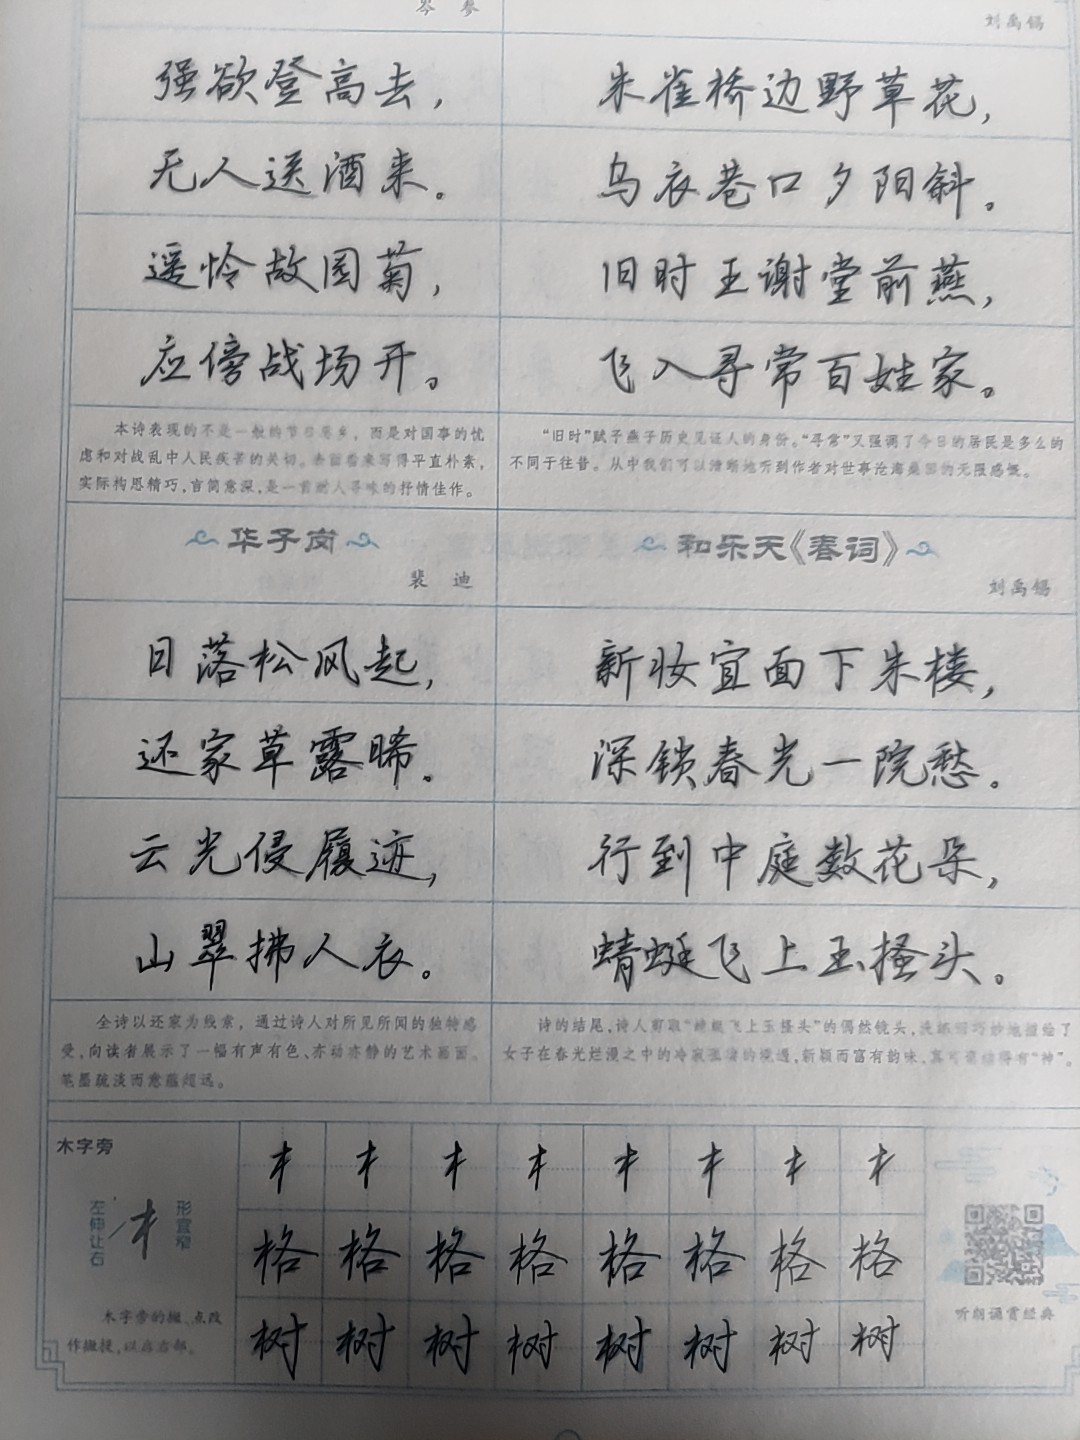 岑 参
强欲登高去，
无人送酒来。
遥怜故园菊，
应傍战场开。
本诗表现的不是一般的节日思乡，而是对国事的忧
虑和对战乱中人民疾苦的关切。表面看来写得平直朴素，
实际构思精巧，言简意深，是一首耐人寻味的抒情佳作。
刘禹锡
朱雀桥边野草花，
乌衣巷口夕阳斜。
旧时王谢堂前燕，
飞入寻常百姓家。
“旧时”赋予燕子历史见证人的身份。“寻常”又强调了今日的居民是多么的
不同于往昔。从中我们可以清晰地听到作者对世事沧海桑田的无限感慨。
华子岗
裴 迪
日落松风起，
还家草露晞。
云光侵履迹，
山翠拂人衣。
全诗以还家为线索，通过诗人对所见所闻的独特感
受，向读者展示了一幅有声有色、亦动亦静的艺术画面。
笔墨疏淡而意蕴超远。
和乐天《春词》
刘禹锡
新妆宜面下朱楼，
深锁春光一院愁。
行到中庭数花朵，
蜻蜓飞上玉搔头。
诗的结尾，诗人剪取“蜻蜓飞上玉搔头”的偶然镜头，洗练而巧妙地描绘了
女子在春光烂漫之中的冷寂孤凄的境遇，新颖而富有韵味，真可谓结得有“神”。
木字旁
左伸让右
形宜窄
木字旁的撇、点改
作撇提，以启右部。
格 格 格 格 格 格 格 格
树 树 树 树 树 树 树 树
听朗诵赏经典